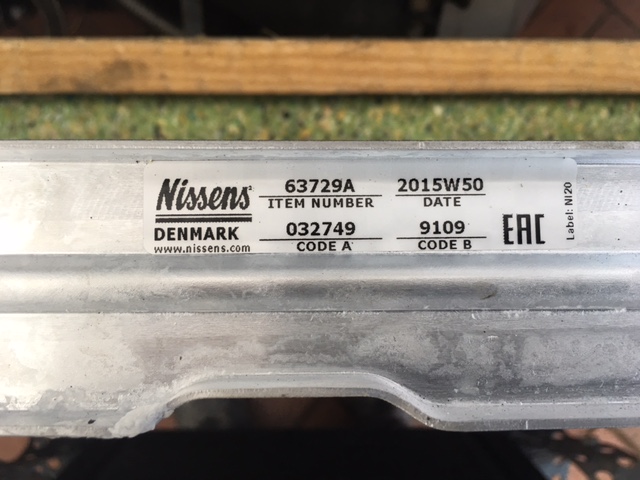 Nissens
DENMARK
www.nissens.com
63729A
ITEM NUMBER
032749
CODE A
2015W50
DATE
9109
CODE B
EAC
Label: NI20